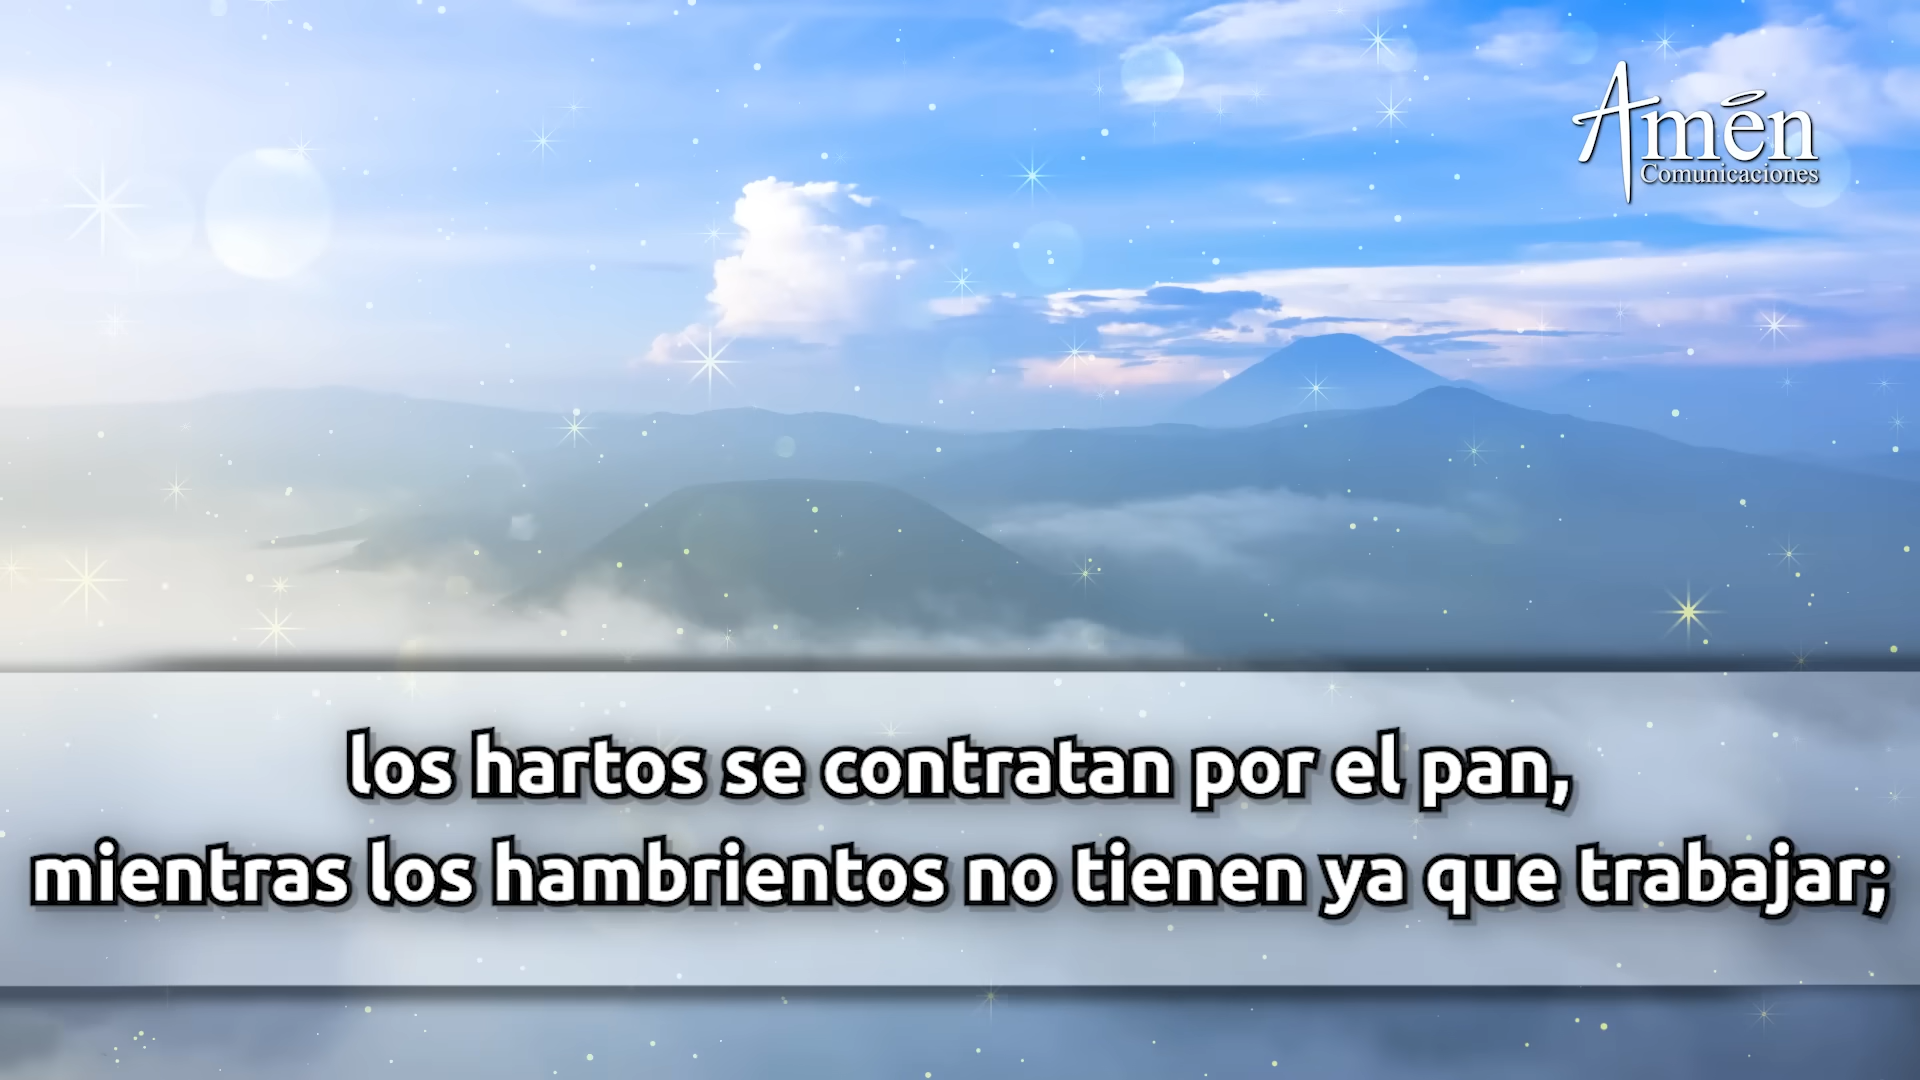 Amén
Comunicaciones
los hartos se contratan por el pan,
mientras los hambrientos no tienen ya que trabajar;